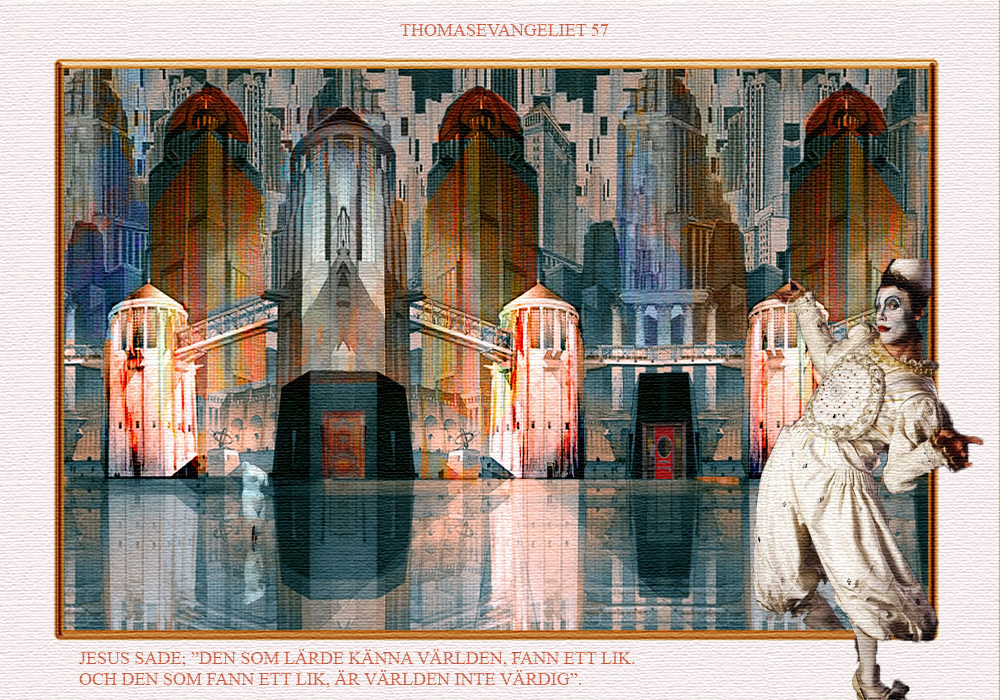 THOMASEVANGELIET 57
JESUS SADE; ”DEN SOM LÄRDE KÄNNA VÄRLDEN, FANN ETT LIK.
OCH DEN SOM FANN ETT LIK, ÄR VÄRLDEN INTE VÄRDIG”.